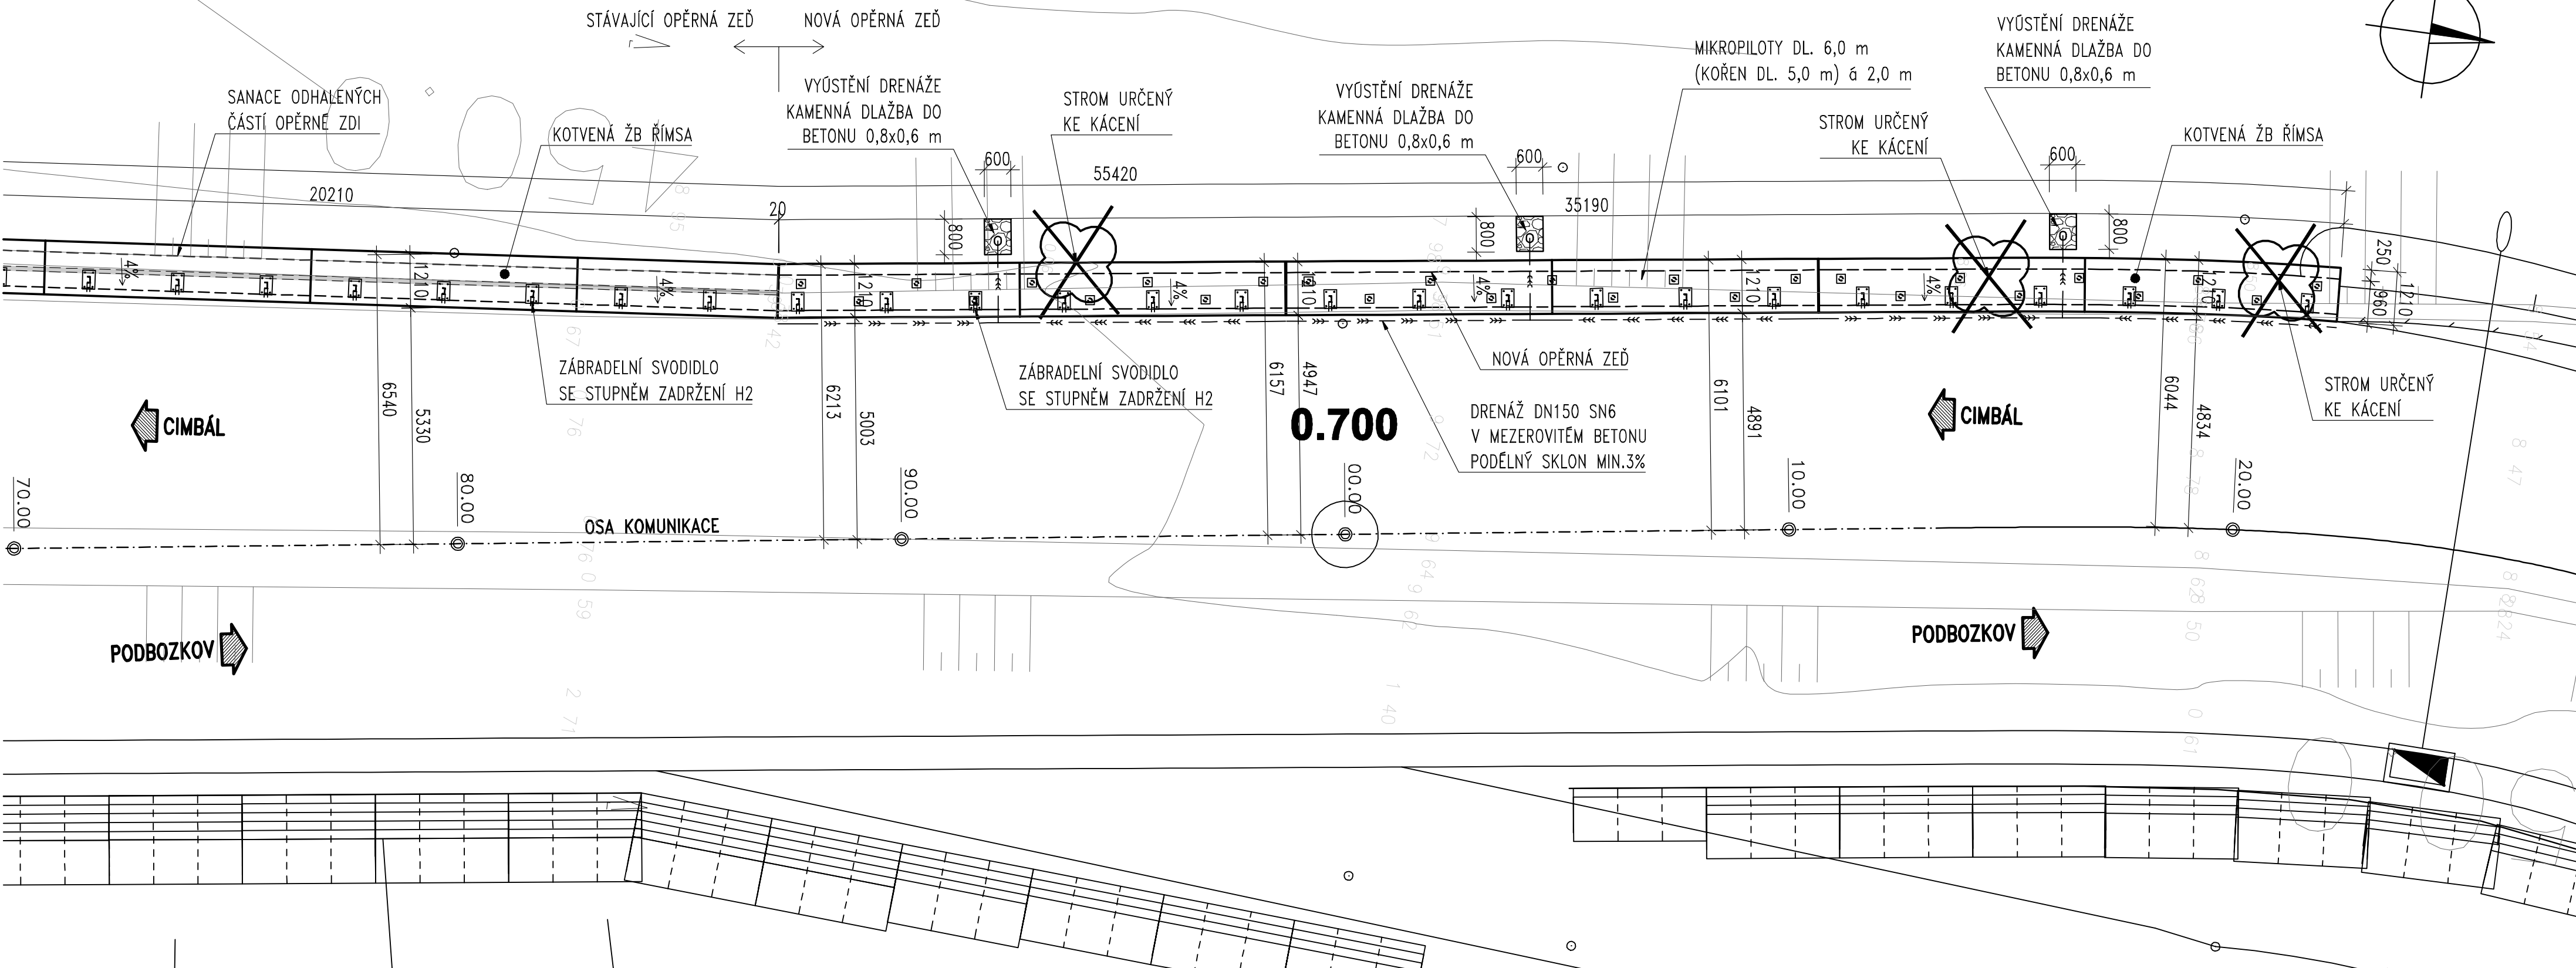 STÁVAJÍCÍ OPĚRNÁ ZEĎ
NOVÁ OPĚRNÁ ZEĎ
SANACE ODHALENÝCH
ČÁSTÍ OPĚRNÉ ZDI
KOTVENÁ ŽB ŘÍMSA
VYÚSTĚNÍ DRENÁŽE
KAMENNÁ DLAŽBA DO
BETONU 0,8x0,6 m
STROM URČENÝ
KE KÁCENÍ
VYÚSTĚNÍ DRENÁŽE
KAMENNÁ DLAŽBA DO
BETONU 0,8x0,6 m
MIKROPILOTY DL. 6,0 m
(KOŘEN DL. 5,0 m) á 2,0 m
STROM URČENÝ
KE KÁCENÍ
VYÚSTĚNÍ DRENÁŽE
KAMENNÁ DLAŽBA DO
BETONU 0,8x0,6 m
KOTVENÁ ŽB ŘÍMSA
600
600
600
55420
20210
20
35190
800
800
800
250
960
1210
4%
1210
4%
1210
4%
1210
4%
1210
4%
1210
ZÁBRADELNÍ SVODIDLO
SE STUPNĚM ZADRŽENÍ H2
ZÁBRADELNÍ SVODIDLO
SE STUPNĚM ZADRŽENÍ H2
NOVÁ OPĚRNÁ ZEĎ
DRENÁŽ DN150 SN6
V MEZEROVITÉM BETONU
PODÉLNÝ SKLON MIN.3%
STROM URČENÝ
KE KÁCENÍ
6540
5330
6213
5003
6157
4947
6101
4891
6044
4834
CIMBÁL
0.700
CIMBÁL
70.00
80.00
90.00
00.00
10.00
20.00
OSA KOMUNIKACE
PODBOZKOV
PODBOZKOV